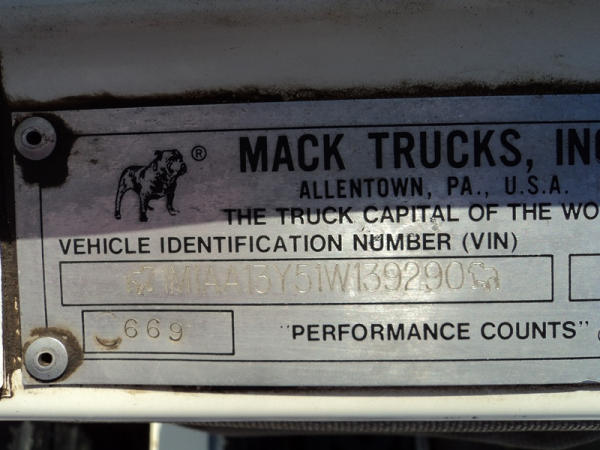 ®
MACK TRUCKS, INC
ALLENTOWN, PA., U.S.A.
THE TRUCK CAPITAL OF THE WO
VEHICLE IDENTIFICATION NUMBER (VIN)
1M1AA13Y51W139290
669
"PERFORMANCE COUNTS"